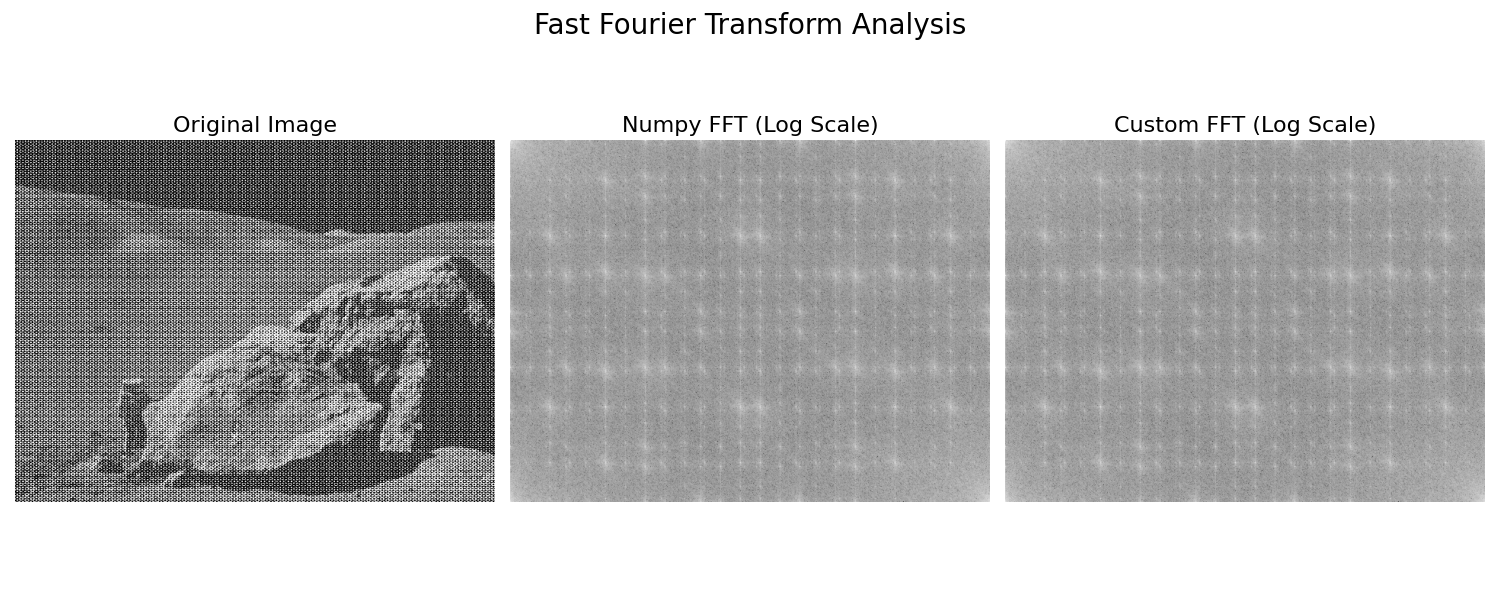 Fast Fourier Transform Analysis
Original Image
Numpy FFT (Log Scale)
Custom FFT (Log Scale)